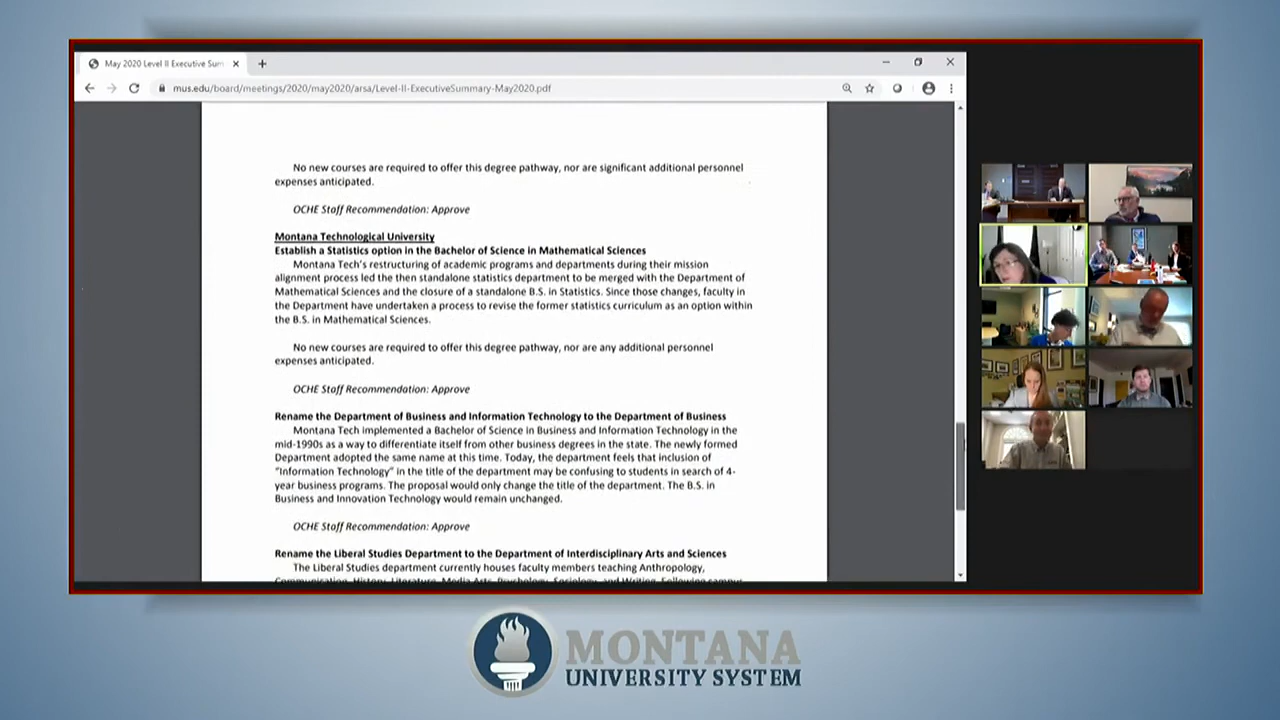 May 2020 Level II Executive Sum
mus.edu/board/meetings/2020/may2020/arsa/Level-II-ExecutiveSummary-May2020.pdf
No new courses are required to offer this degree pathway, nor are significant additional personnel
expenses anticipated.
OCHE Staff Recommendation: Approve
Montana Technological University
Establish a Statistics option in the Bachelor of Science in Mathematical Sciences
Montana Tech's restructuring of academic programs and departments during their mission
alignment process led the then standalone statistics department to be merged with the Department of
Mathematical Sciences and the closure of a standalone B.S. in Statistics. Since those changes, faculty in
the Department have undertaken a process to revise the former statistics curriculum as an option within
the B.S. in Mathematical Sciences.
No new courses are required to offer this degree pathway, nor are any additional personnel
expenses anticipated.
OCHE Staff Recommendation: Approve
Rename the Department of Business and Information Technology to the Department of Business
Montana Tech implemented a Bachelor of Science in Business and Information Technology in the
mid-1990s as a way to differentiate itself from other business degrees in the state. The newly formed
Department adopted the same name at this time. Today, the department feels that inclusion of
"Information Technology" in the title of the department may be confusing to students in search of 4-
year business programs. The proposal would only change the title of the department. The B.S. in
Business and Innovation Technology would remain unchanged.
OCHE Staff Recommendation: Approve
Rename the Liberal Studies Department to the Department of Interdisciplinary Arts and Sciences
The Liberal Studies department currently houses faculty members teaching Anthropology,
Communication, History, Literature, Media Arts, Psychology, Sociology, and Writing. Following campus
MONTANA
UNIVERSITY SYSTEM